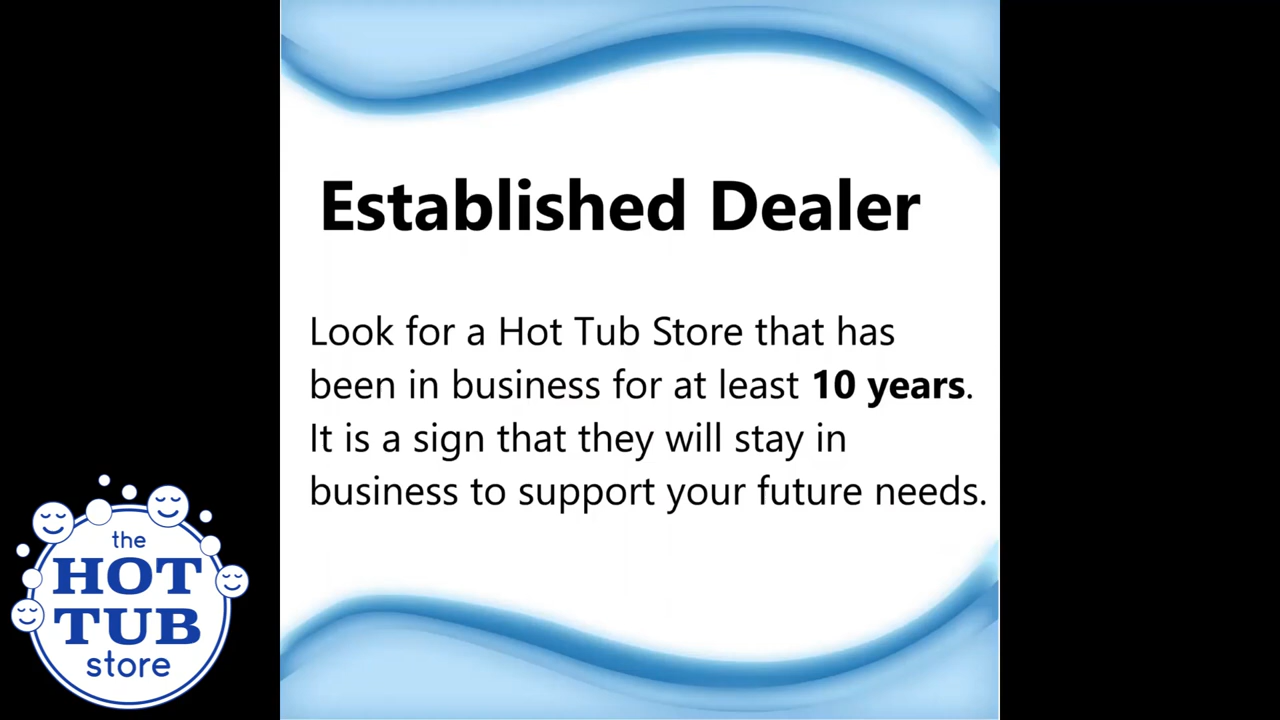 Established Dealer
Look for a Hot Tub Store that has
been in business for at least 10 years.
It is a sign that they will stay in
business to support your future needs.
the
HOT
TUB
store